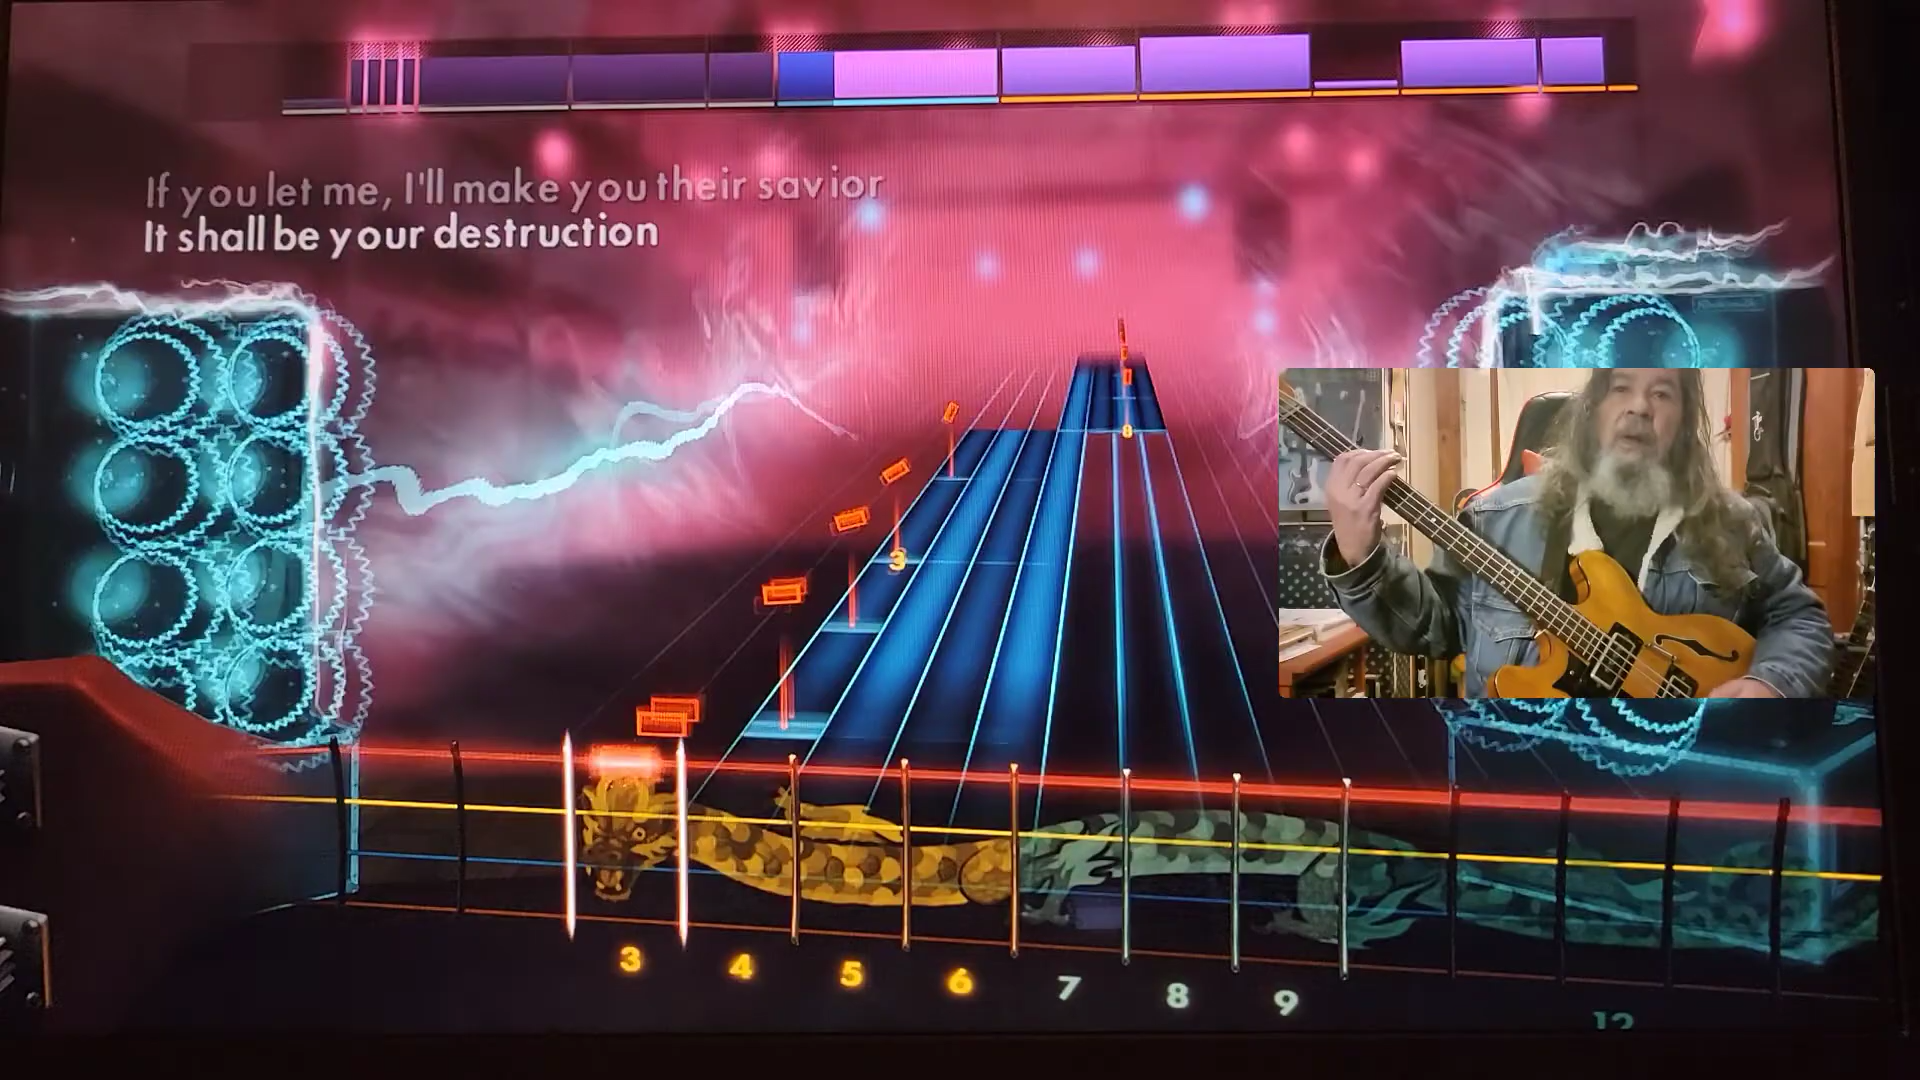 If you let me, I'll make you their savior
It shall be your destruction
8
3
3 4 5 6 7 8 9 12